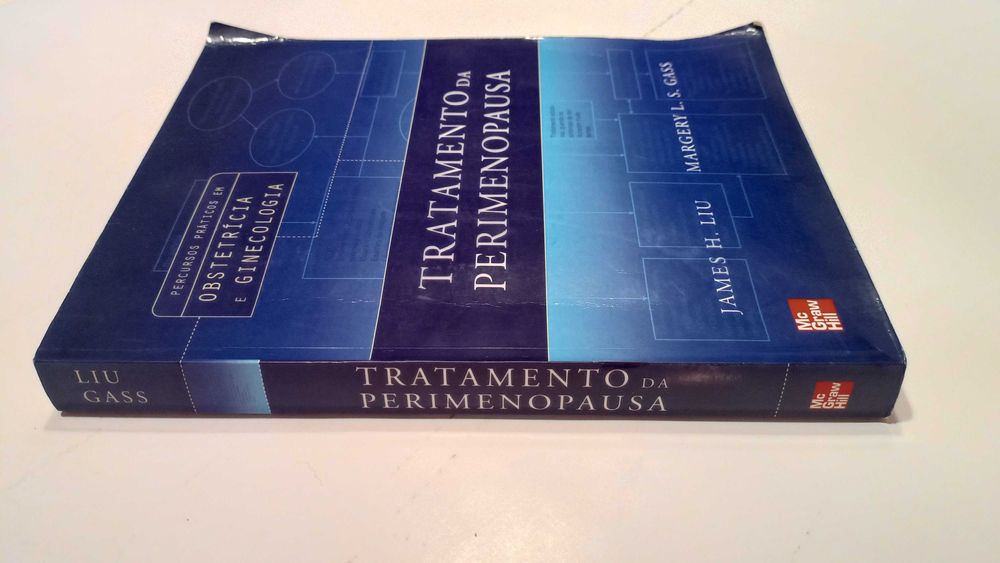 PERCURSOS PRÁTICOS EM
OBSTETRÍCIA
E GINECOLOGIA
TRATAMENTO DA
PERIMENOPAUSA
JAMES H. LIU
MARGERY L. S. GASS
Mc
Graw
Hill
LIU
GASS
TRATAMENTO DA
PERIMENOPAUSA
Mc
Graw
Hill